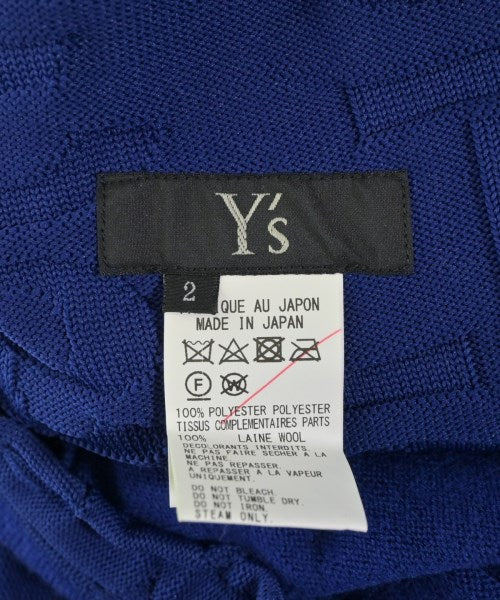 Y's
2
QUE AU JAPON
MADE IN JAPAN
F W
100% POLYESTER POLYESTER
TISSUS COMPLEMENTAIRES PARTS
100% LAINE WOOL
DECOLORANTS INTERDITS.
NE PAS FAIRE SECHER A LA
MACHINE
NE PAS REPASSER.
A REPASSER A LA VAPEUR
UNIQUEMENT.
DO NOT BLEACH.
DO NOT TUMBLE DRY.
DO NOT IRON.
STEAM ONLY.